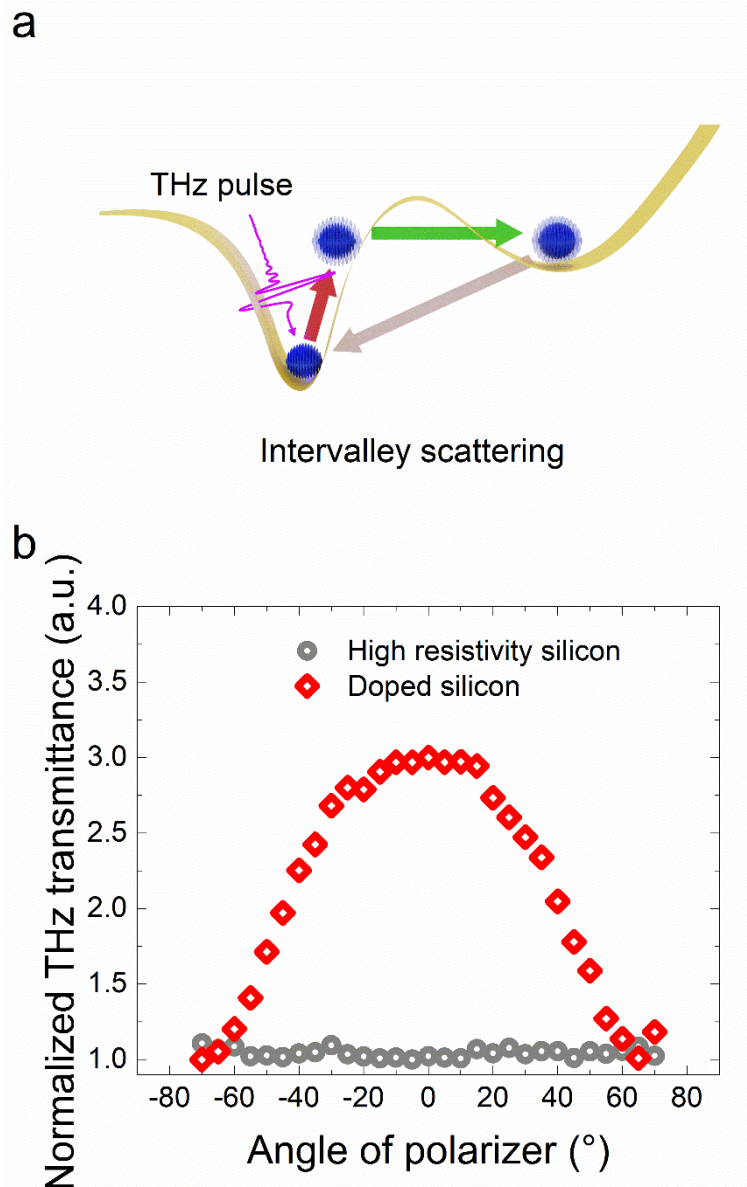 a
THz pulse
Intervalley scattering
b
Normalized THz transmittance (a.u.)
4.0
3.5
3.0
2.5
2.0
1.5
1.0
High resistivity silicon
Doped silicon
-80 -60 -40 -20 0 20 40 60 80
Angle of polarizer (°)